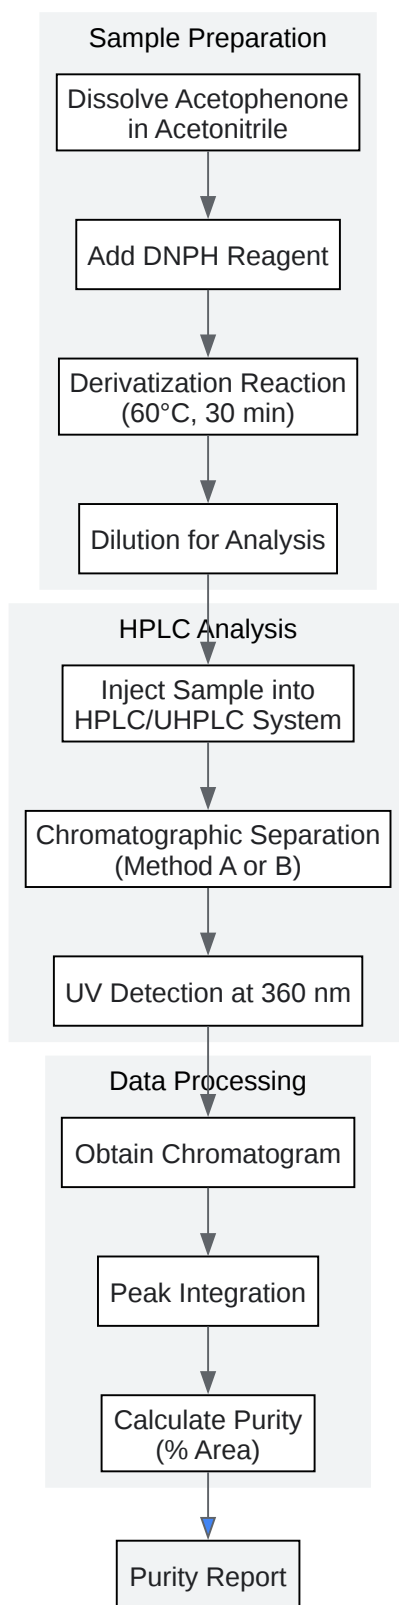 Sample Preparation
Dissolve Acetophenone
in Acetonitrile
Add DNPH Reagent
Derivatization Reaction
(60°C, 30 min)
Dilution for Analysis
HPLC Analysis
Inject Sample into
HPLC/UHPLC System
Chromatographic Separation
(Method A or B)
UV Detection at 360 nm
Data Processing
Obtain Chromatogram
Peak Integration
Calculate Purity
(% Area)
Purity Report